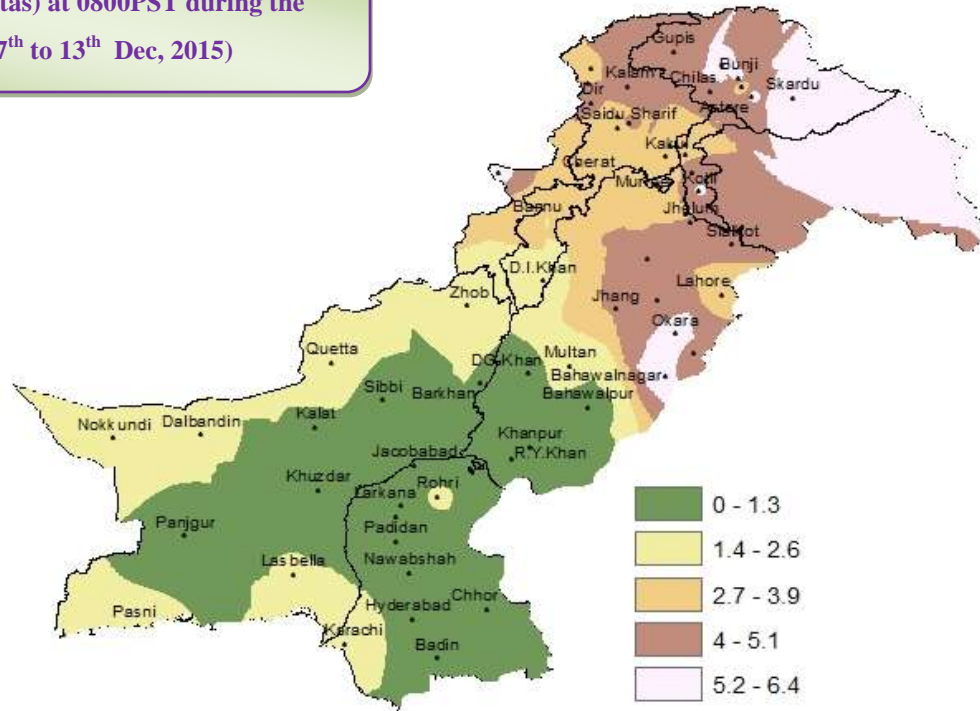 tas) at 0800PST during the
7th to 13th Dec, 2015)
Gupis
Bunji
Kalam
Chilas
Skardu
Dir
Astore
Saidu Sharif
Kakul
Cherat
Murree
Kotli
Bannu
Jhelum
Sialkot
D.I.Khan
Lahore
Zhob
Jhang
Okara
Quetta
Multan
DG Khan
Bahawalnagar
Sibbi
Barkhan
Bahawalpur
Nokkundi
Dalbandin
Kalat
Khanpur
Jacobabad
R.Y.Khan
Khuzdar
Rohri
Larkana
0 - 1.3
Panjgur
Padidan
1.4 - 2.6
Lasbella
Nawabshah
Pasni
Hyderabad
Chhor
2.7 - 3.9
Karachi
Badin
4 - 5.1
5.2 - 6.4